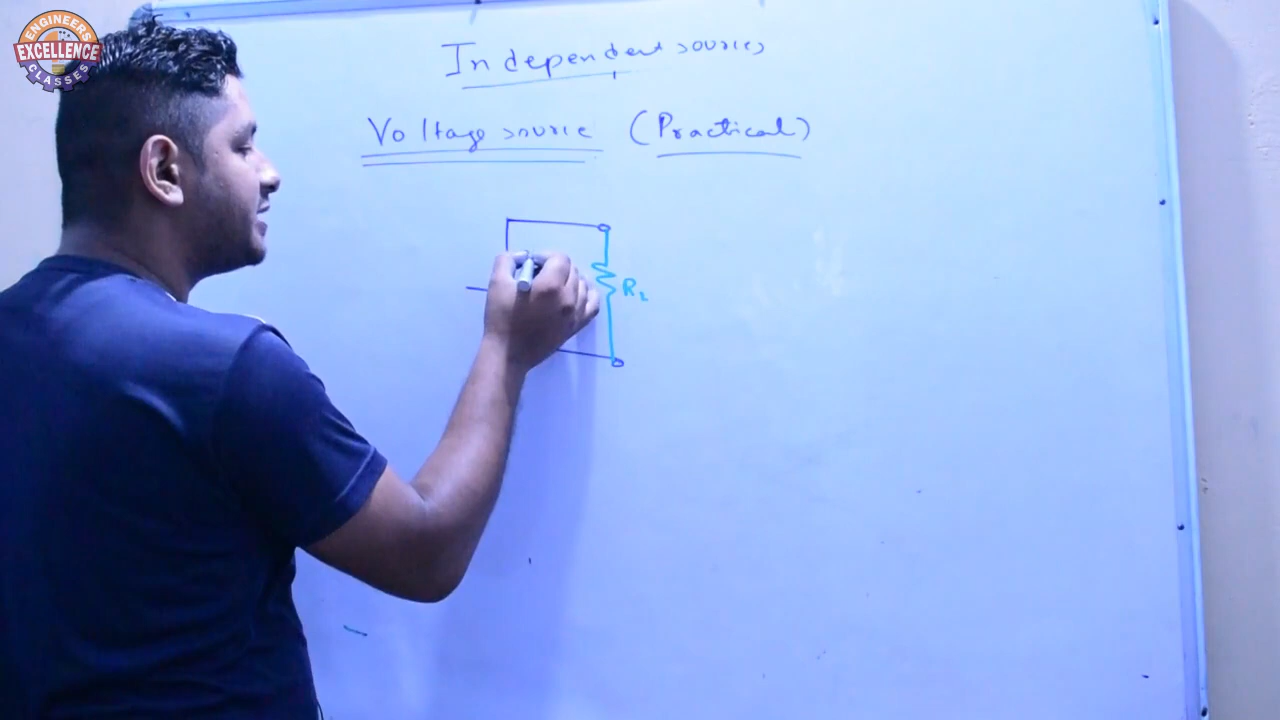 ENGINEERS
EXCELLENCE
CLASSES
Independent sources
Voltage source (Practical)
RL